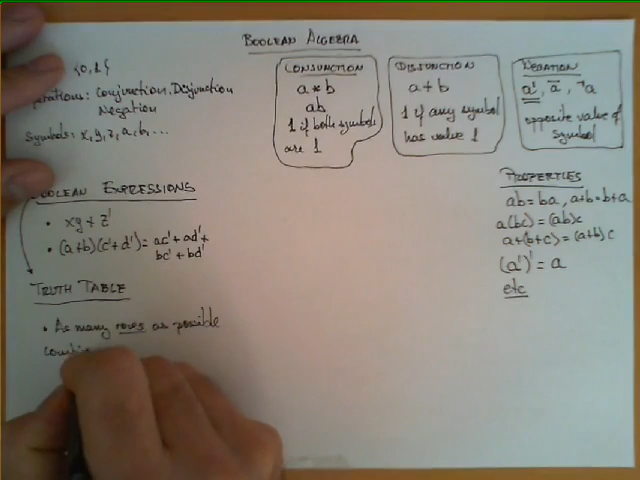 BOOLEAN ALGEBRA
{0,1}
Operations: Conjunction, Disjunction
Negation
Symbols: x, y, z, a, b, ...
CONJUNCTION
a * b
ab
1 if both symbols
are 1
DISJUNCTION
a + b
1 if any symbol
has value 1
NEGATION
a', a̅, ¬a
opposite value of
symbol
BOOLEAN EXPRESSIONS
• xy + z'
• (a+b)(c'+d') = ac' + ad' +
bc' + bd'
TRUTH TABLE
• As many rows as possible
PROPERTIES
ab = ba, a+b = b+a
a(bc) = (ab)c
a+(b+c) = (a+b) c
(a')' = a
etc